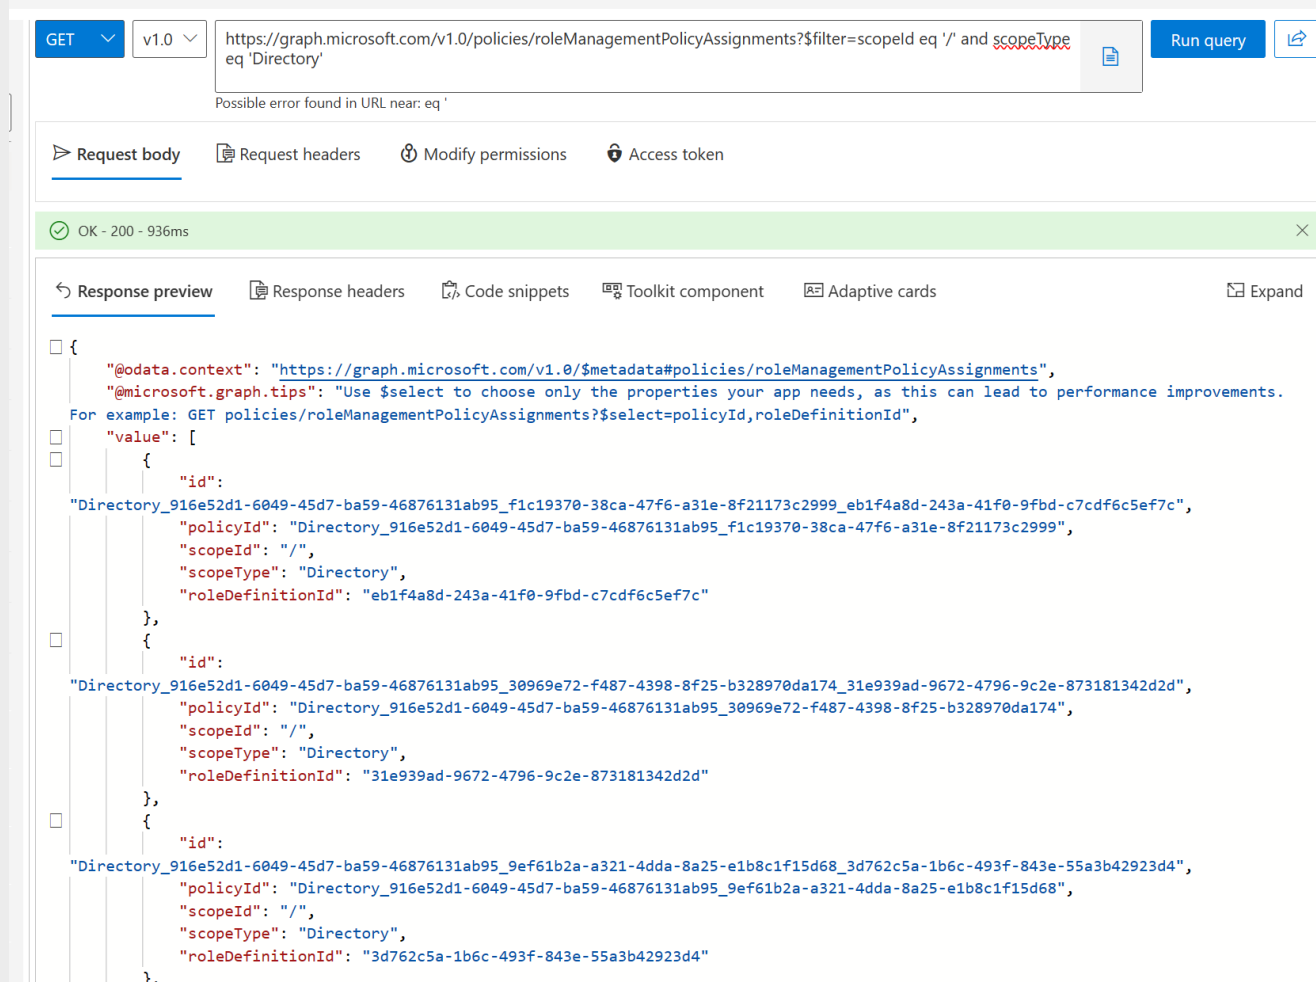 GET
v1.0
https://graph.microsoft.com/v1.0/policies/roleManagementPolicyAssignments?$filter=scopeId eq '/' and scopeType
eq 'Directory'
Run query
Possible error found in URL near: eq '
Request body
Request headers
Modify permissions
Access token
OK - 200 - 936ms
Response preview
Response headers
Code snippets
Toolkit component
Adaptive cards
Expand
{
"@odata.context": "https://graph.microsoft.com/v1.0/$metadata#policies/roleManagementPolicyAssignments",
"@microsoft.graph.tips": "Use $select to choose only the properties your app needs, as this can lead to performance improvements.
For example: GET policies/roleManagementPolicyAssignments?$select=policyId,roleDefinitionId",
"value": [
{
"id":
"Directory_916e52d1-6049-45d7-ba59-46876131ab95_f1c19370-38ca-47f6-a31e-8f21173c2999_eb1f4a8d-243a-41f0-9fbd-c7cdf6c5ef7c",
"policyId": "Directory_916e52d1-6049-45d7-ba59-46876131ab95_f1c19370-38ca-47f6-a31e-8f21173c2999",
"scopeId": "/",
"scopeType": "Directory",
"roleDefinitionId": "eb1f4a8d-243a-41f0-9fbd-c7cdf6c5ef7c"
},
{
"id":
"Directory_916e52d1-6049-45d7-ba59-46876131ab95_30969e72-f487-4398-8f25-b328970da174_31e939ad-9672-4796-9c2e-873181342d2d",
"policyId": "Directory_916e52d1-6049-45d7-ba59-46876131ab95_30969e72-f487-4398-8f25-b328970da174",
"scopeId": "/",
"scopeType": "Directory",
"roleDefinitionId": "31e939ad-9672-4796-9c2e-873181342d2d"
},
{
"id":
"Directory_916e52d1-6049-45d7-ba59-46876131ab95_9ef61b2a-a321-4dda-8a25-e1b8c1f15d68_3d762c5a-1b6c-493f-843e-55a3b42923d4",
"policyId": "Directory_916e52d1-6049-45d7-ba59-46876131ab95_9ef61b2a-a321-4dda-8a25-e1b8c1f15d68",
"scopeId": "/",
"scopeType": "Directory",
"roleDefinitionId": "3d762c5a-1b6c-493f-843e-55a3b42923d4"
},